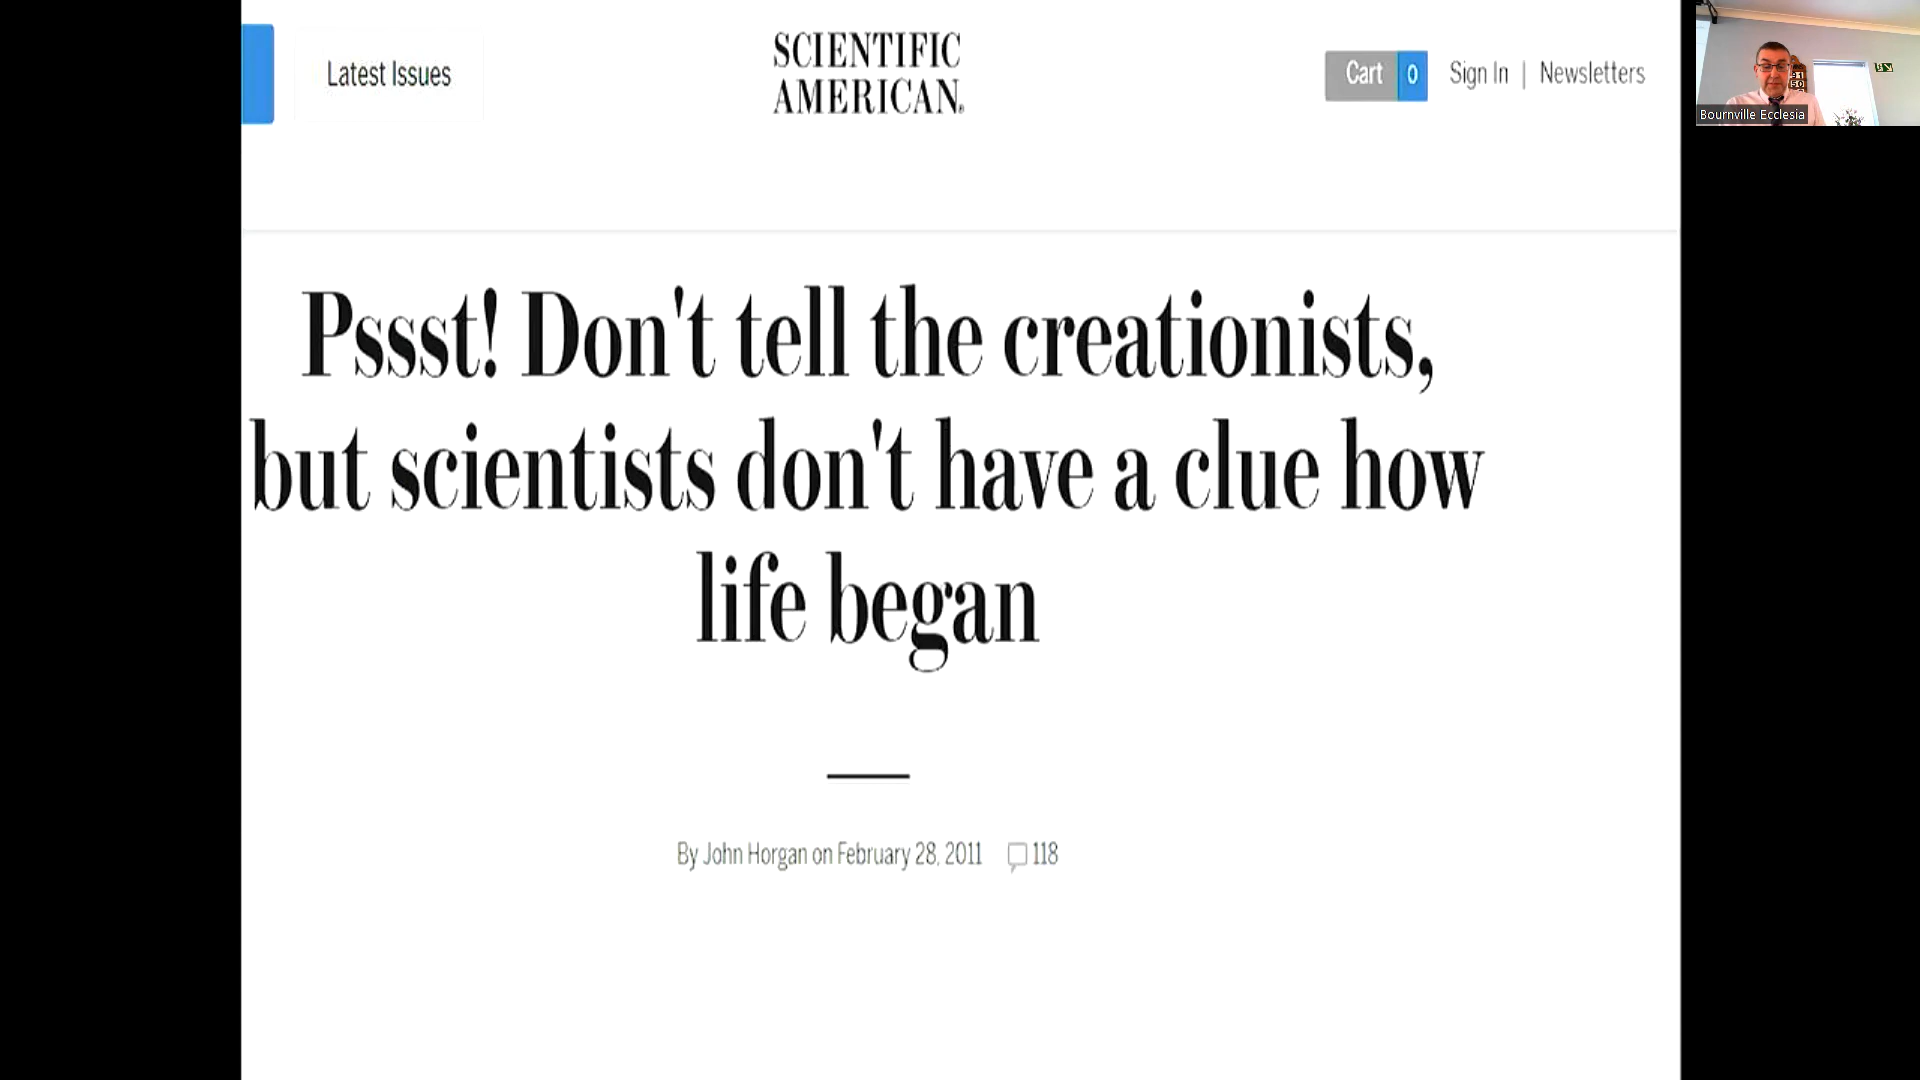 Latest Issues
SCIENTIFIC
AMERICAN.
Cart 0 Sign In | Newsletters
Bournville Ecclesia
Pssst! Don't tell the creationists,
but scientists don't have a clue how
life began
By John Horgan on February 28, 2011 118